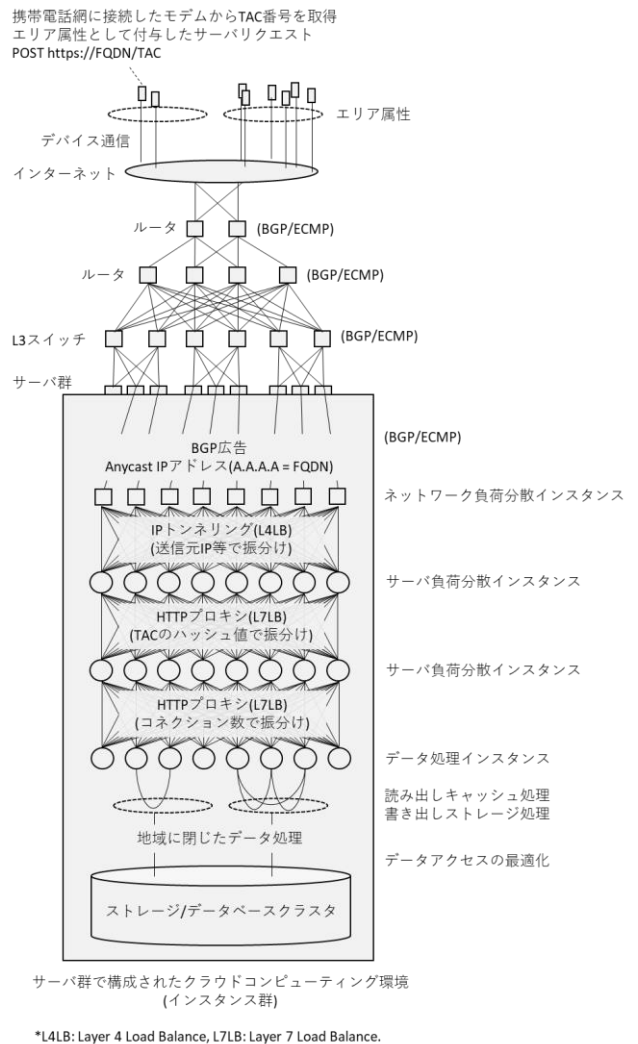 携帯電話網に接続したモデムからTAC番号を取得
エリア属性として付与したサーバリクエスト
POST https://FQDN/TAC
エリア属性
デバイス通信
インターネット
ルータ
(BGP/ECMP)
ルータ
(BGP/ECMP)
L3スイッチ
(BGP/ECMP)
サーバ群
(BGP/ECMP)
BGP広告
Anycast IPアドレス(A.A.A.A = FQDN)
ネットワーク負荷分散インスタンス
IPトンネリング(L4LB)
(送信元IP等で振分け)
サーバ負荷分散インスタンス
HTTPプロキシ(L7LB)
(TACのハッシュ値で振分け)
サーバ負荷分散インスタンス
HTTPプロキシ(L7LB)
(コネクション数で振分け)
データ処理インスタンス
読み出しキャッシュ処理
書き出しストレージ処理
地域に閉じたデータ処理
データアクセスの最適化
ストレージ/データベースクラスタ
サーバ群で構成されたクラウドコンピューティング環境
(インスタンス群)
*L4LB: Layer 4 Load Balance, L7LB: Layer 7 Load Balance.